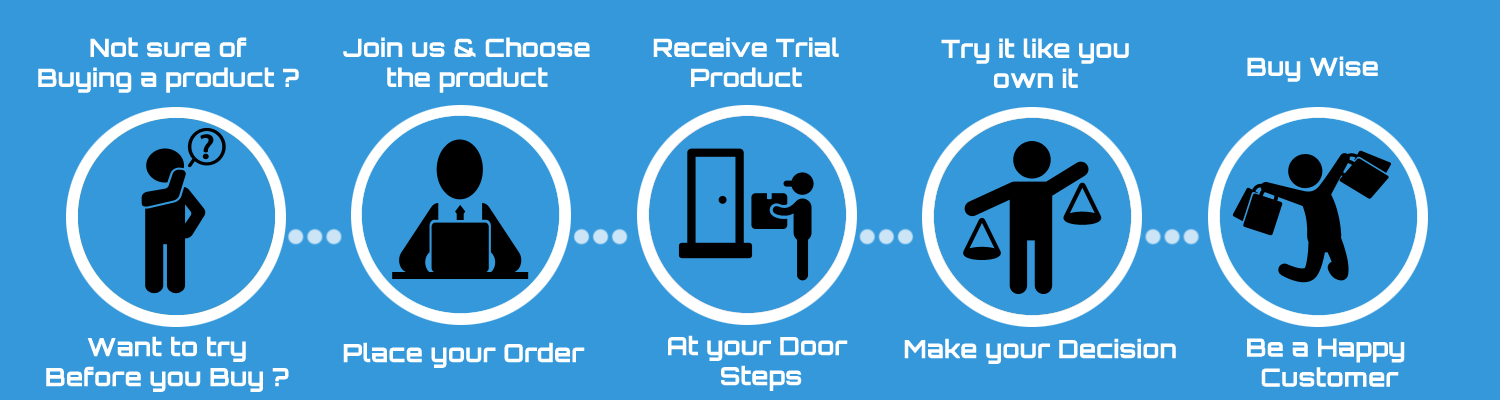 Not sure of
Buying a product ?
Want to try
Before you Buy ?
Join us & Choose
the product
Place your Order
Receive Trial
Product
At your Door
Steps
Try it like you
own it
Make your Decision
Buy Wise
Be a Happy
Customer
?